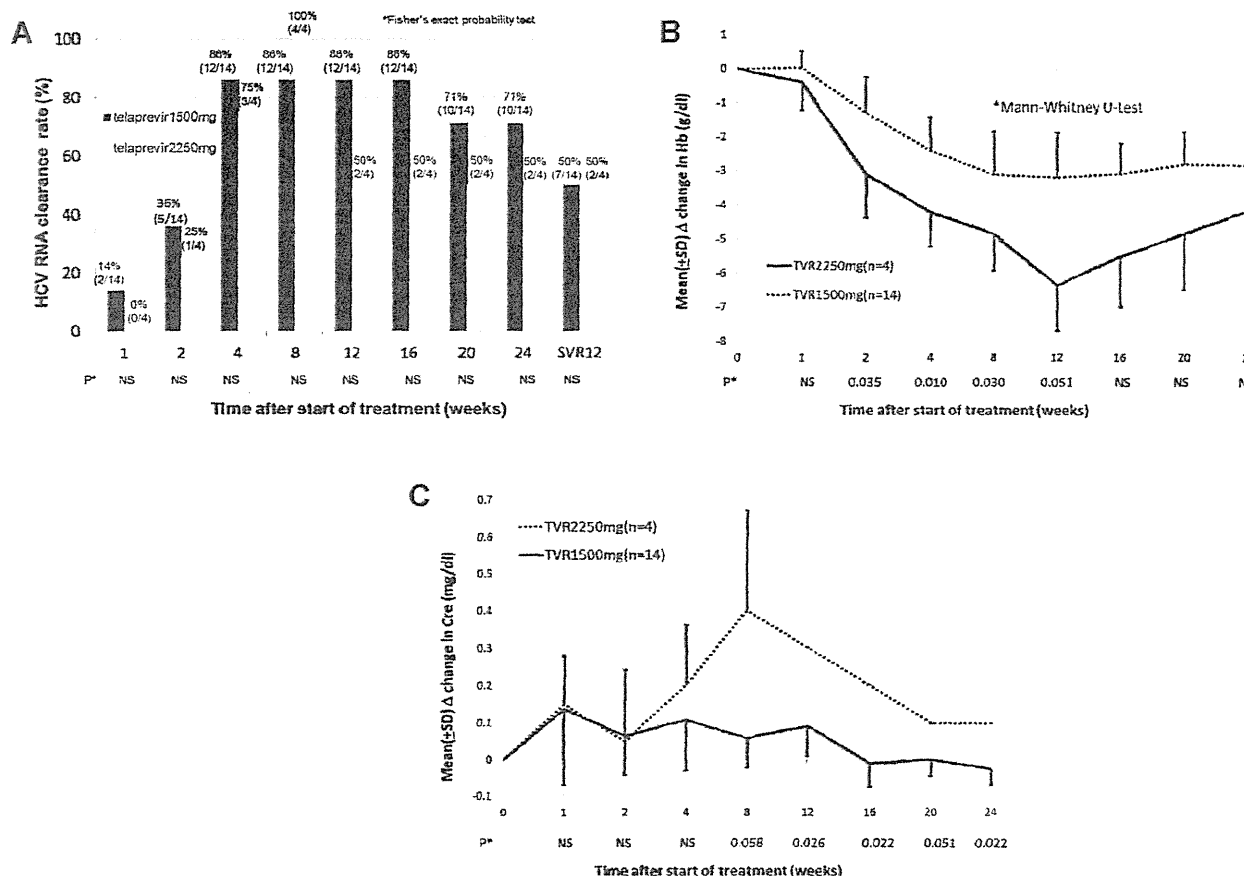 A
*Fisher's exact probability test
HCV RNA clearance rate (%)
100
80
60
40
20
0
telaprevir1500mg
telaprevir2250mg
14%
(2/14)
0%
(0/4)
36%
(5/14)
25%
(1/4)
86%
(12/14)
75%
(3/4)
86%
(12/14)
100%
(4/4)
86%
(12/14)
50%
(2/4)
86%
(12/14)
50%
(2/4)
71%
(10/14)
50%
(2/4)
71%
(10/14)
50%
(2/4)
50%
(7/14)
50%
(2/4)
1 2 4 8 12 16 20 24 SVR12
P* NS NS NS NS NS NS NS NS NS
Time after start of treatment (weeks)
B
Mean(±SD) Δ change in Hb (g/dl)
1
0
-1
-2
-3
-4
-5
-6
-7
-8
*Mann-Whitney U-test
TVR2250mg(n=4)
TVR1500mg(n=14)
0 1 2 4 8 12 16 20
P* NS 0.035 0.010 0.030 0.051 NS NS
Time after start of treatment (weeks)
C
Mean(±SD) Δ change in Cre (mg/dl)
0.7
0.6
0.5
0.4
0.3
0.2
0.1
0
-0.1
TVR2250mg(n=4)
TVR1500mg(n=14)
0 1 2 4 8 12 16 20 24
P* NS NS NS 0.058 0.026 0.022 0.051 0.022
Time after start of treatment (weeks)